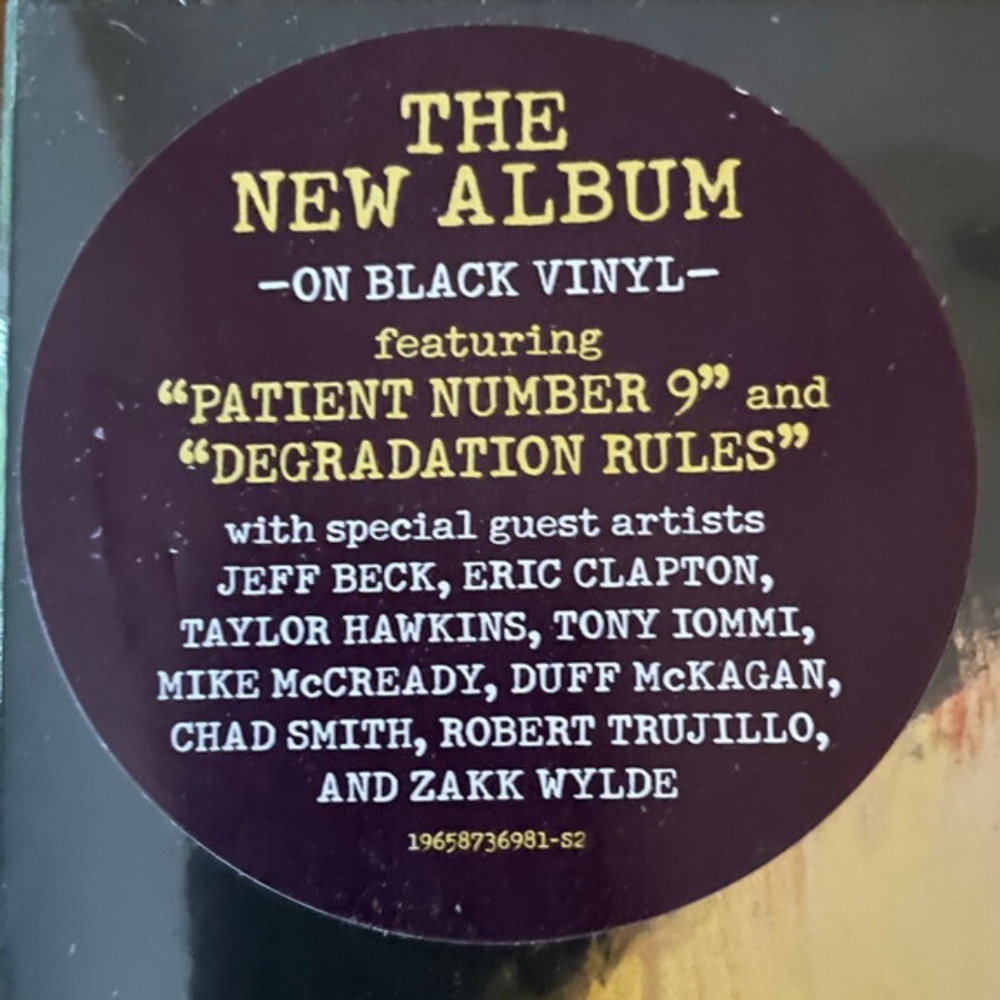 THE
NEW ALBUM
—ON BLACK VINYL—
featuring
“PATIENT NUMBER 9” and
“DEGRADATION RULES”
with special guest artists
JEFF BECK, ERIC CLAPTON,
TAYLOR HAWKINS, TONY IOMMI,
MIKE McCREADY, DUFF McKAGAN,
CHAD SMITH, ROBERT TRUJILLO,
AND ZAKK WYLDE
19658736981-S2